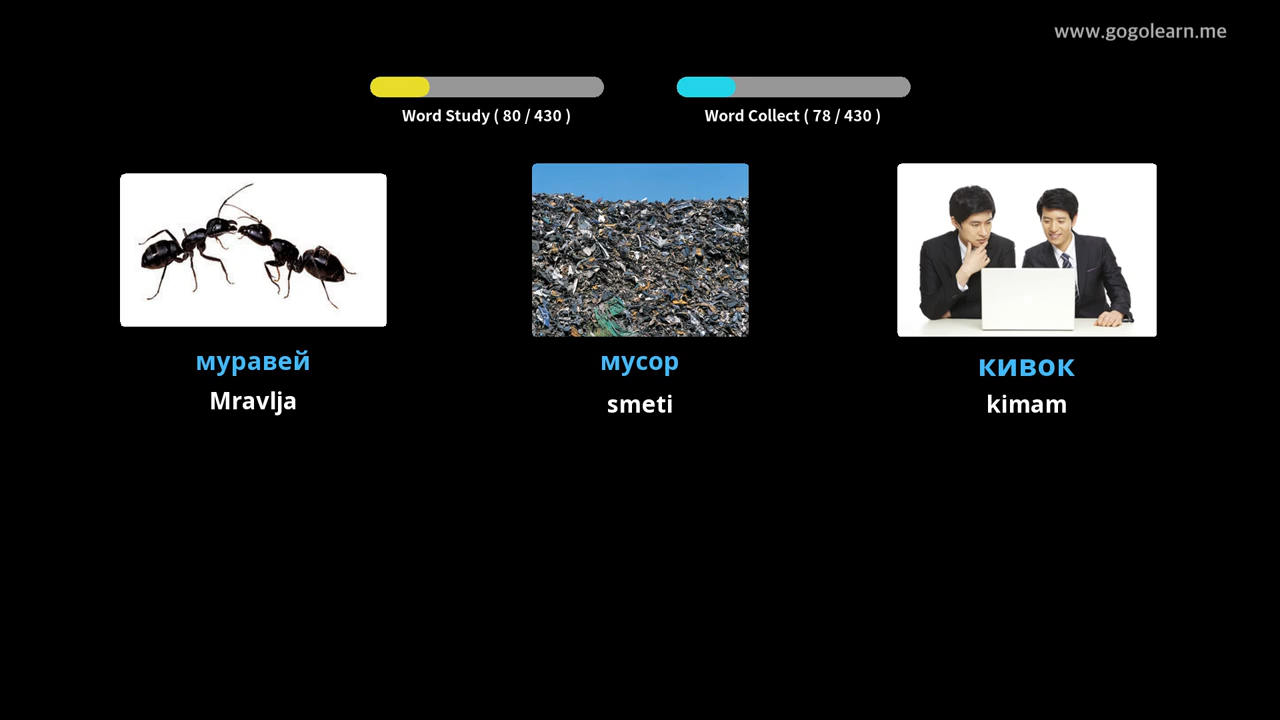 www.gogolearn.me
Word Study ( 80 / 430 )
Word Collect ( 78 / 430 )
муравей
Mravlja
мусор
smeti
кивок
kimam